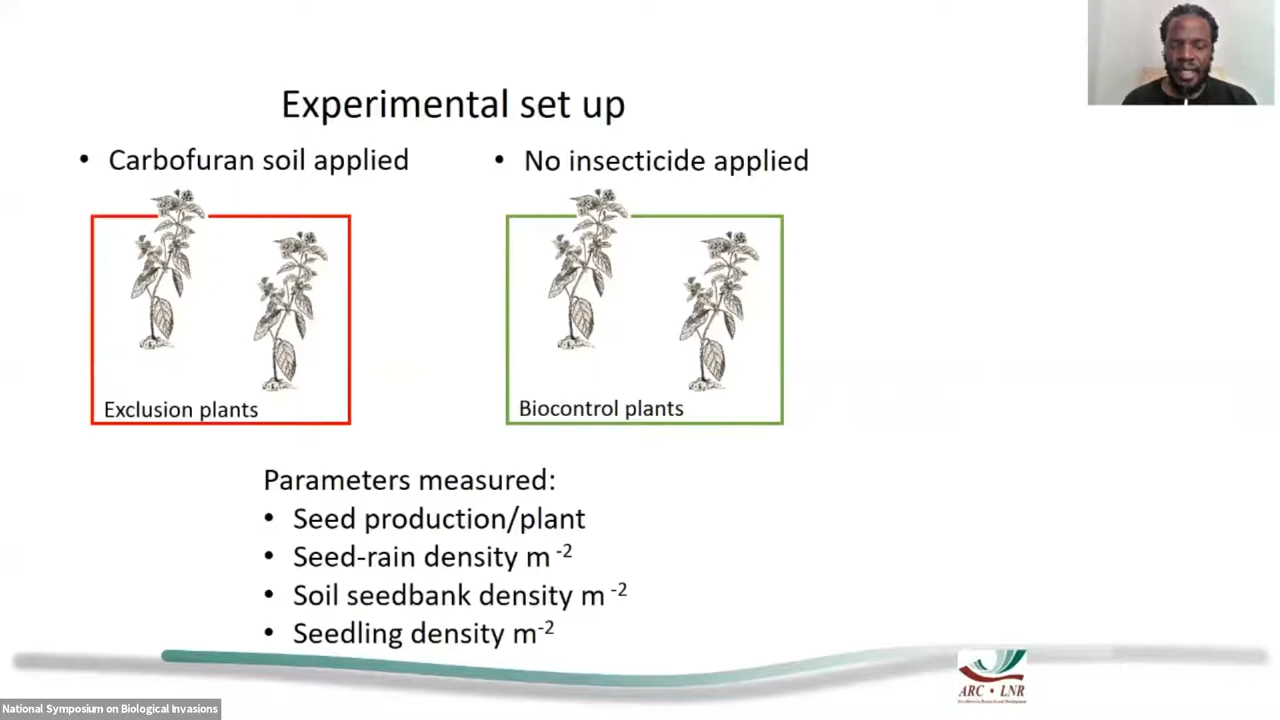 Experimental set up
• Carbofuran soil applied
• No insecticide applied
Exclusion plants
Biocontrol plants
Parameters measured:
• Seed production/plant
• Seed-rain density m -2
• Soil seedbank density m -2
• Seedling density m-2
ARC • LNR
National Symposium on Biological Invasions